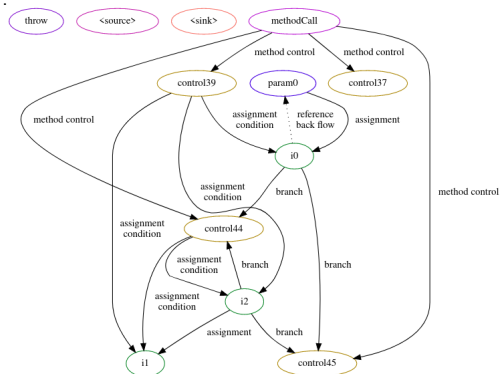 throw
<source>
<sink>
methodCall
method control
method control
control39
param0
control37
method control
assignment
condition
reference
back flow
assignment
i0
assignment
condition
branch
method control
assignment
condition
control44
assignment
condition
branch
branch
assignment
condition
i2
assignment
branch
i1
control45